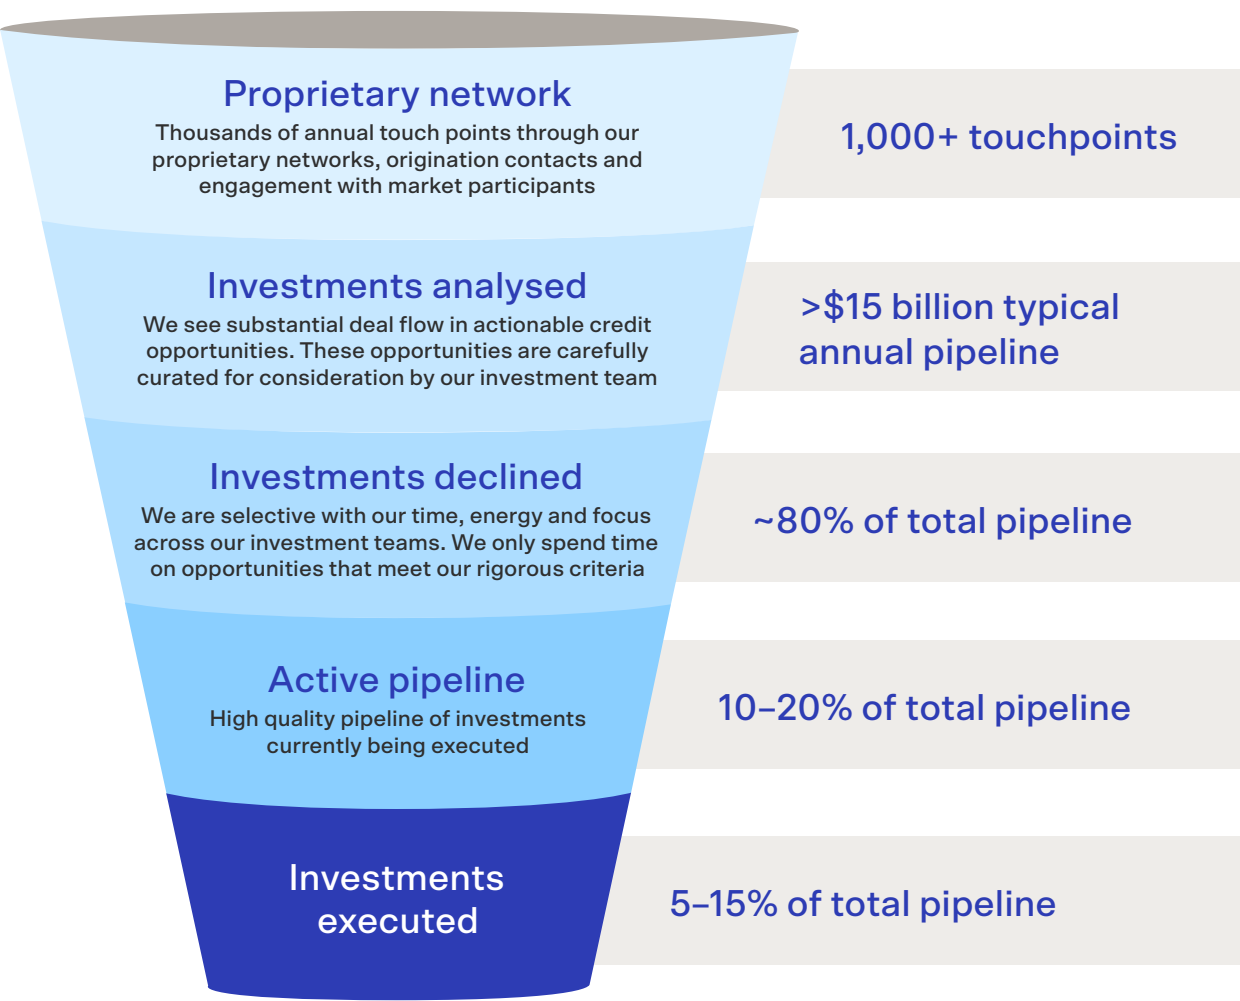 Proprietary network
Thousands of annual touch points through our
proprietary networks, origination contacts and
engagement with market participants
1,000+ touchpoints
Investments analysed
We see substantial deal flow in actionable credit
opportunities. These opportunities are carefully
curated for consideration by our investment team
>$15 billion typical
annual pipeline
Investments declined
We are selective with our time, energy and focus
across our investment teams. We only spend time
on opportunities that meet our rigorous criteria
~80% of total pipeline
Active pipeline
High quality pipeline of investments
currently being executed
10–20% of total pipeline
Investments
executed
5–15% of total pipeline